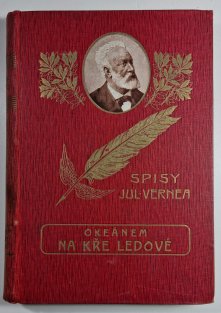 SPISY
JUL. VERNEA
OKEÁNEM
NA KŘE LEDOVÉ